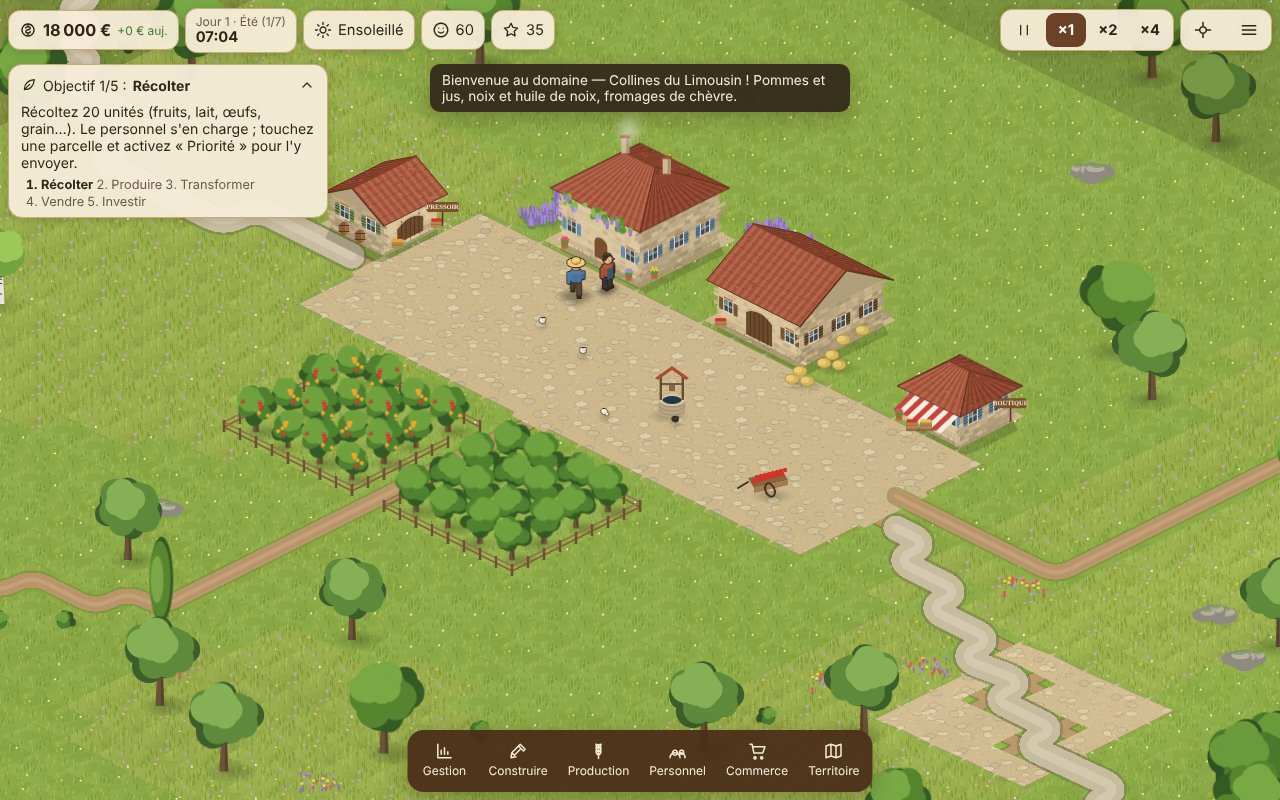 18 000 € +0 € auj.
Jour 1 · Été (1/7)
07:04
Ensoleillé
60
35
×1
×2
×4
Objectif 1/5 : Récolter
Récoltez 20 unités (fruits, lait, œufs,
grain…). Le personnel s'en charge ; touchez
une parcelle et activez « Priorité » pour l'y
envoyer.
1. Récolter 2. Produire 3. Transformer
4. Vendre 5. Investir
Bienvenue au domaine — Collines du Limousin ! Pommes et
jus, noix et huile de noix, fromages de chèvre.
PRESSOIR
BOUTIQUE
Gestion
Construire
Production
Personnel
Commerce
Territoire